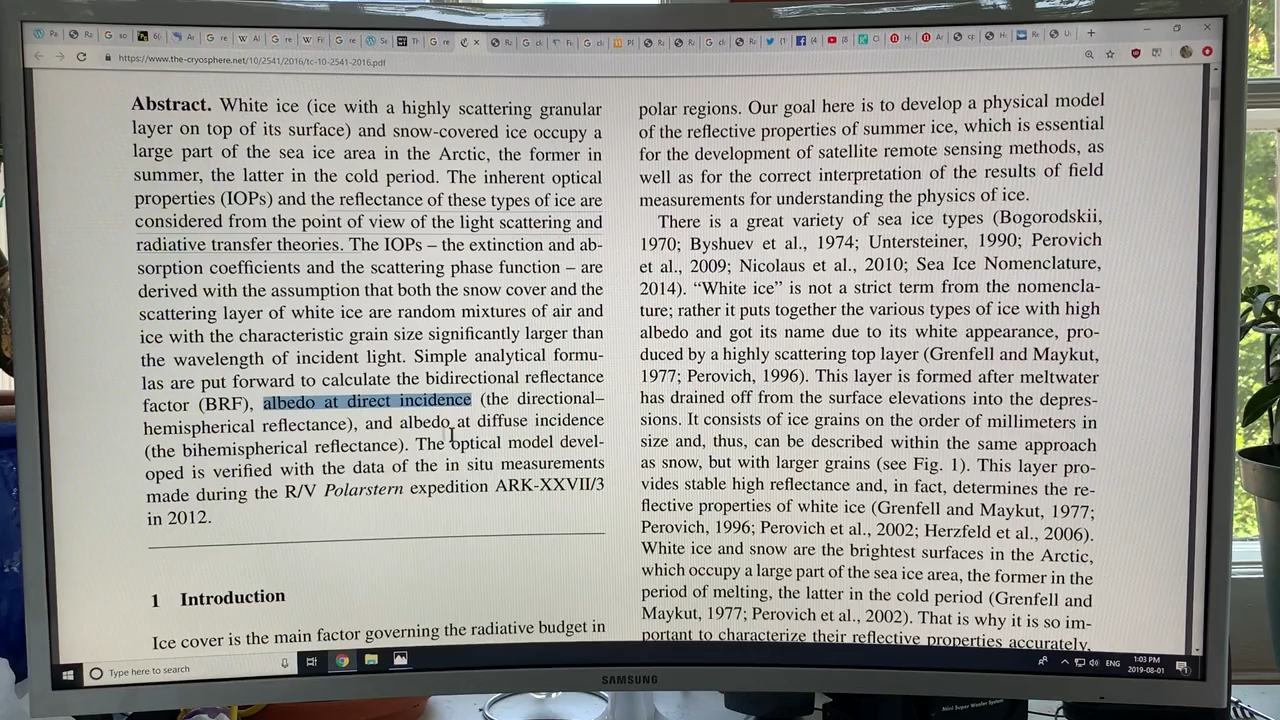 https://www.the-cryosphere.net/10/2541/2016/tc-10-2541-2016.pdf
Abstract. White ice (ice with a highly scattering granular
layer on top of its surface) and snow-covered ice occupy a
large part of the sea ice area in the Arctic, the former in
summer, the latter in the cold period. The inherent optical
properties (IOPs) and the reflectance of these types of ice are
considered from the point of view of the light scattering and
radiative transfer theories. The IOPs – the extinction and ab-
sorption coefficients and the scattering phase function – are
derived with the assumption that both the snow cover and the
scattering layer of white ice are random mixtures of air and
ice with the characteristic grain size significantly larger than
the wavelength of incident light. Simple analytical formu-
las are put forward to calculate the bidirectional reflectance
factor (BRF), albedo at direct incidence (the directional–
hemispherical reflectance), and albedo at diffuse incidence
(the bihemispherical reflectance). The optical model devel-
oped is verified with the data of the in situ measurements
made during the R/V Polarstern expedition ARK-XXVII/3
in 2012.
1 Introduction
Ice cover is the main factor governing the radiative budget in
polar regions. Our goal here is to develop a physical model
of the reflective properties of summer ice, which is essential
for the development of satellite remote sensing methods, as
well as for the correct interpretation of the results of field
measurements for understanding the physics of ice.
There is a great variety of sea ice types (Bogorodskii,
1970; Byshuev et al., 1974; Untersteiner, 1990; Perovich
et al., 2009; Nicolaus et al., 2010; Sea Ice Nomenclature,
2014). “White ice” is not a strict term from the nomencla-
ture; rather it puts together the various types of ice with high
albedo and got its name due to its white appearance, pro-
duced by a highly scattering top layer (Grenfell and Maykut,
1977; Perovich, 1996). This layer is formed after meltwater
has drained off from the surface elevations into the depres-
sions. It consists of ice grains on the order of millimeters in
size and, thus, can be described within the same approach
as snow, but with larger grains (see Fig. 1). This layer pro-
vides stable high reflectance and, in fact, determines the re-
flective properties of white ice (Grenfell and Maykut, 1977;
Perovich, 1996; Perovich et al., 2002; Herzfeld et al., 2006).
White ice and snow are the brightest surfaces in the Arctic,
which occupy a large part of the sea ice area, the former in the
period of melting, the latter in the cold period (Grenfell and
Maykut, 1977; Perovich et al., 2002). That is why it is so im-
portant to characterize their reflective properties accurately,
Type here to search
ENG
1:03 PM
2019-08-01
SAMSUNG
Mini Super Woofer System